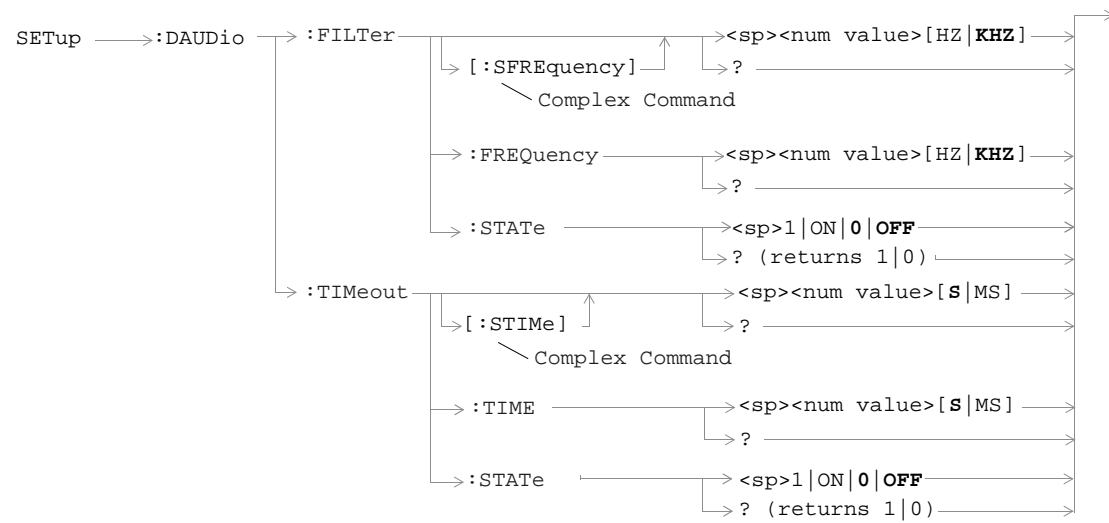 SETup :DAUDio :FILTer <sp><num value>[HZ|KHZ]
[:SFREquency] ?
Complex Command
:FREQuency <sp><num value>[HZ|KHZ]
?
:STATe <sp>1|ON|0|OFF
? (returns 1|0)
:TIMeout <sp><num value>[S|MS]
[:STIMe] ?
Complex Command
:TIME <sp><num value>[S|MS]
?
:STATe <sp>1|ON|0|OFF
? (returns 1|0)